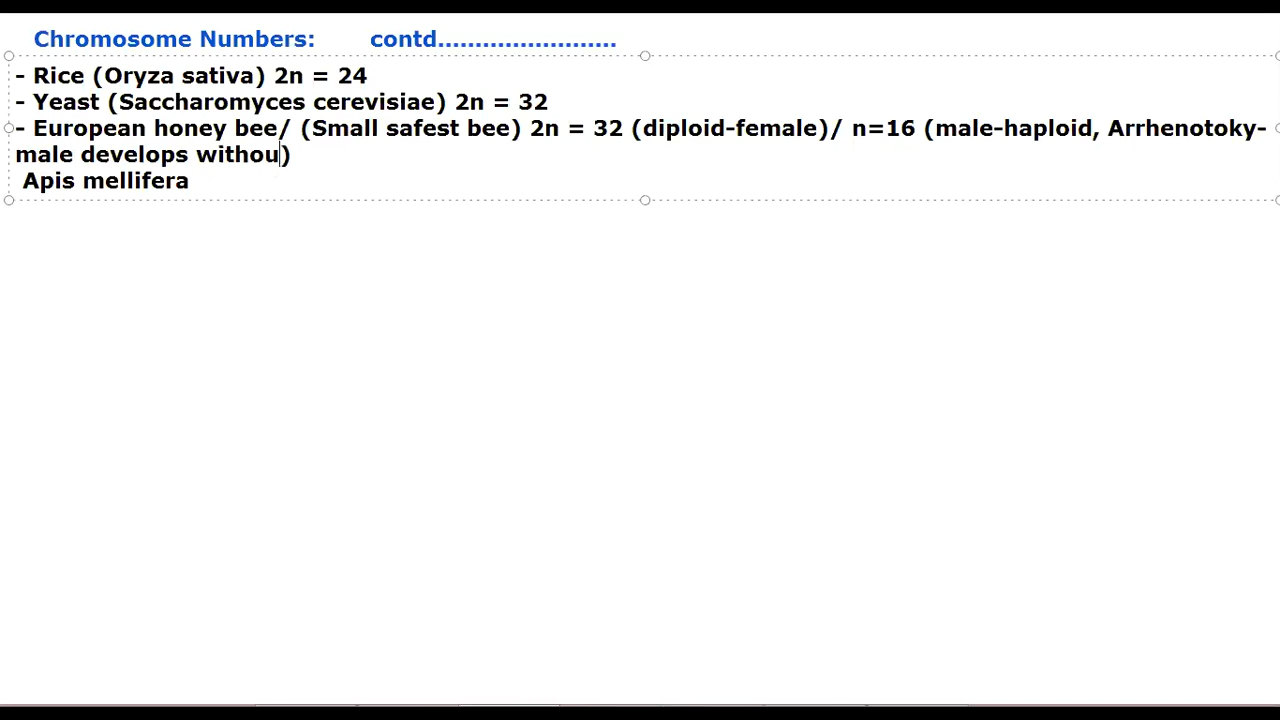 Chromosome Numbers: contd........................
- Rice (Oryza sativa) 2n = 24
- Yeast (Saccharomyces cerevisiae) 2n = 32
- European honey bee/ (Small safest bee) 2n = 32 (diploid-female)/ n=16 (male-haploid, Arrhenotoky-
male develops withou)
Apis mellifera